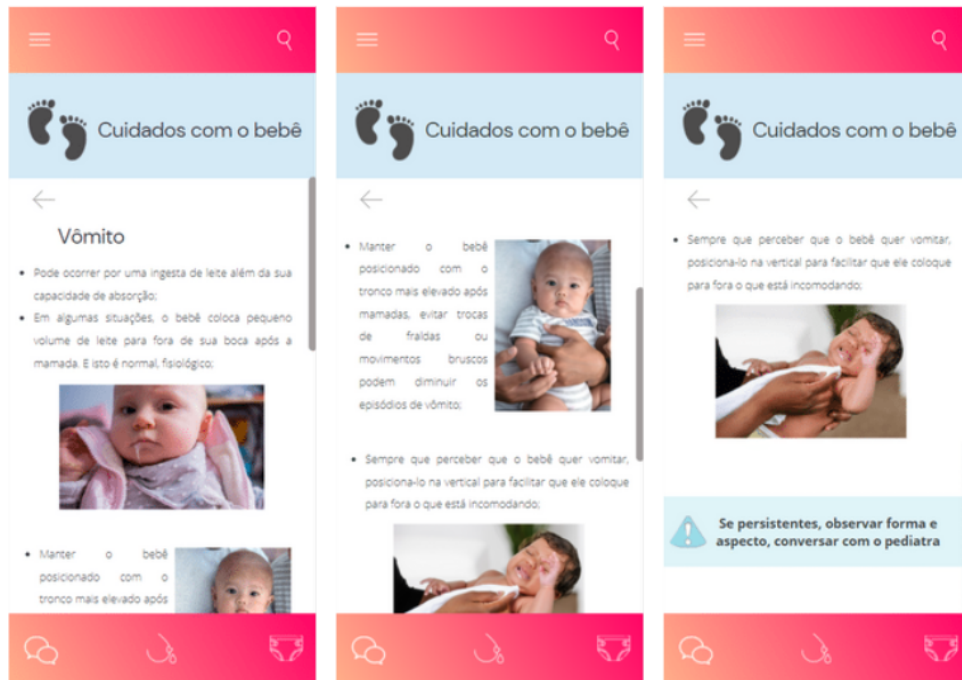 Cuidados com o bebê
Vômito
Pode ocorrer por uma ingesta de leite além da sua
capacidade de absorção;
Em algumas situações, o bebê coloca pequeno
volume de leite para fora de sua boca após a
mamada. E isto é normal, fisiológico;
Manter o bebê
posicionado com o
tronco mais elevado após
Cuidados com o bebê
Manter o bebê
posicionado com o
tronco mais elevado após
mamadas, evitar trocas
de fraldas ou
movimentos bruscos
podem diminuir os
episódios de vômito;
Sempre que perceber que o bebê quer vomitar,
posiciona-lo na vertical para facilitar que ele coloque
para fora o que está incomodando;
Cuidados com o bebê
Sempre que perceber que o bebê quer vomitar,
posiciona-lo na vertical para facilitar que ele coloque
para fora o que está incomodando;
Se persistentes, observar forma e
aspecto, conversar com o pediatra